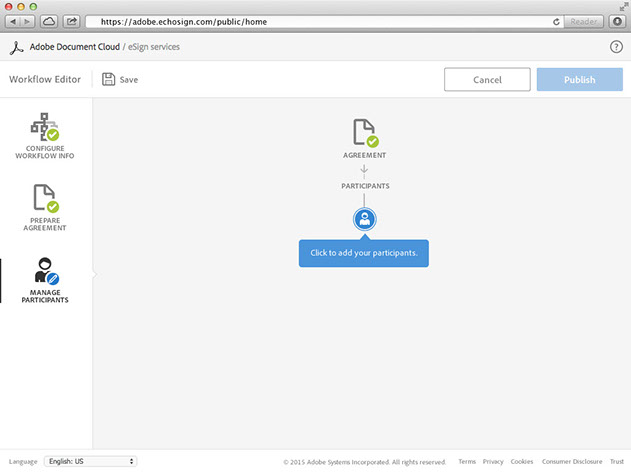 https://adobe.echosign.com/public/home
Reader
Adobe Document Cloud / eSign services
?
Workflow Editor
Save
Cancel
Publish
CONFIGURE
WORKFLOW INFO
PREPARE
AGREEMENT
MANAGE
PARTICIPANTS
AGREEMENT
PARTICIPANTS
Click to add your participants.
Language
English: US
© 2015 Adobe Systems Incorporated. All rights reserved.
Terms Privacy Cookies Consumer Disclosure Trust